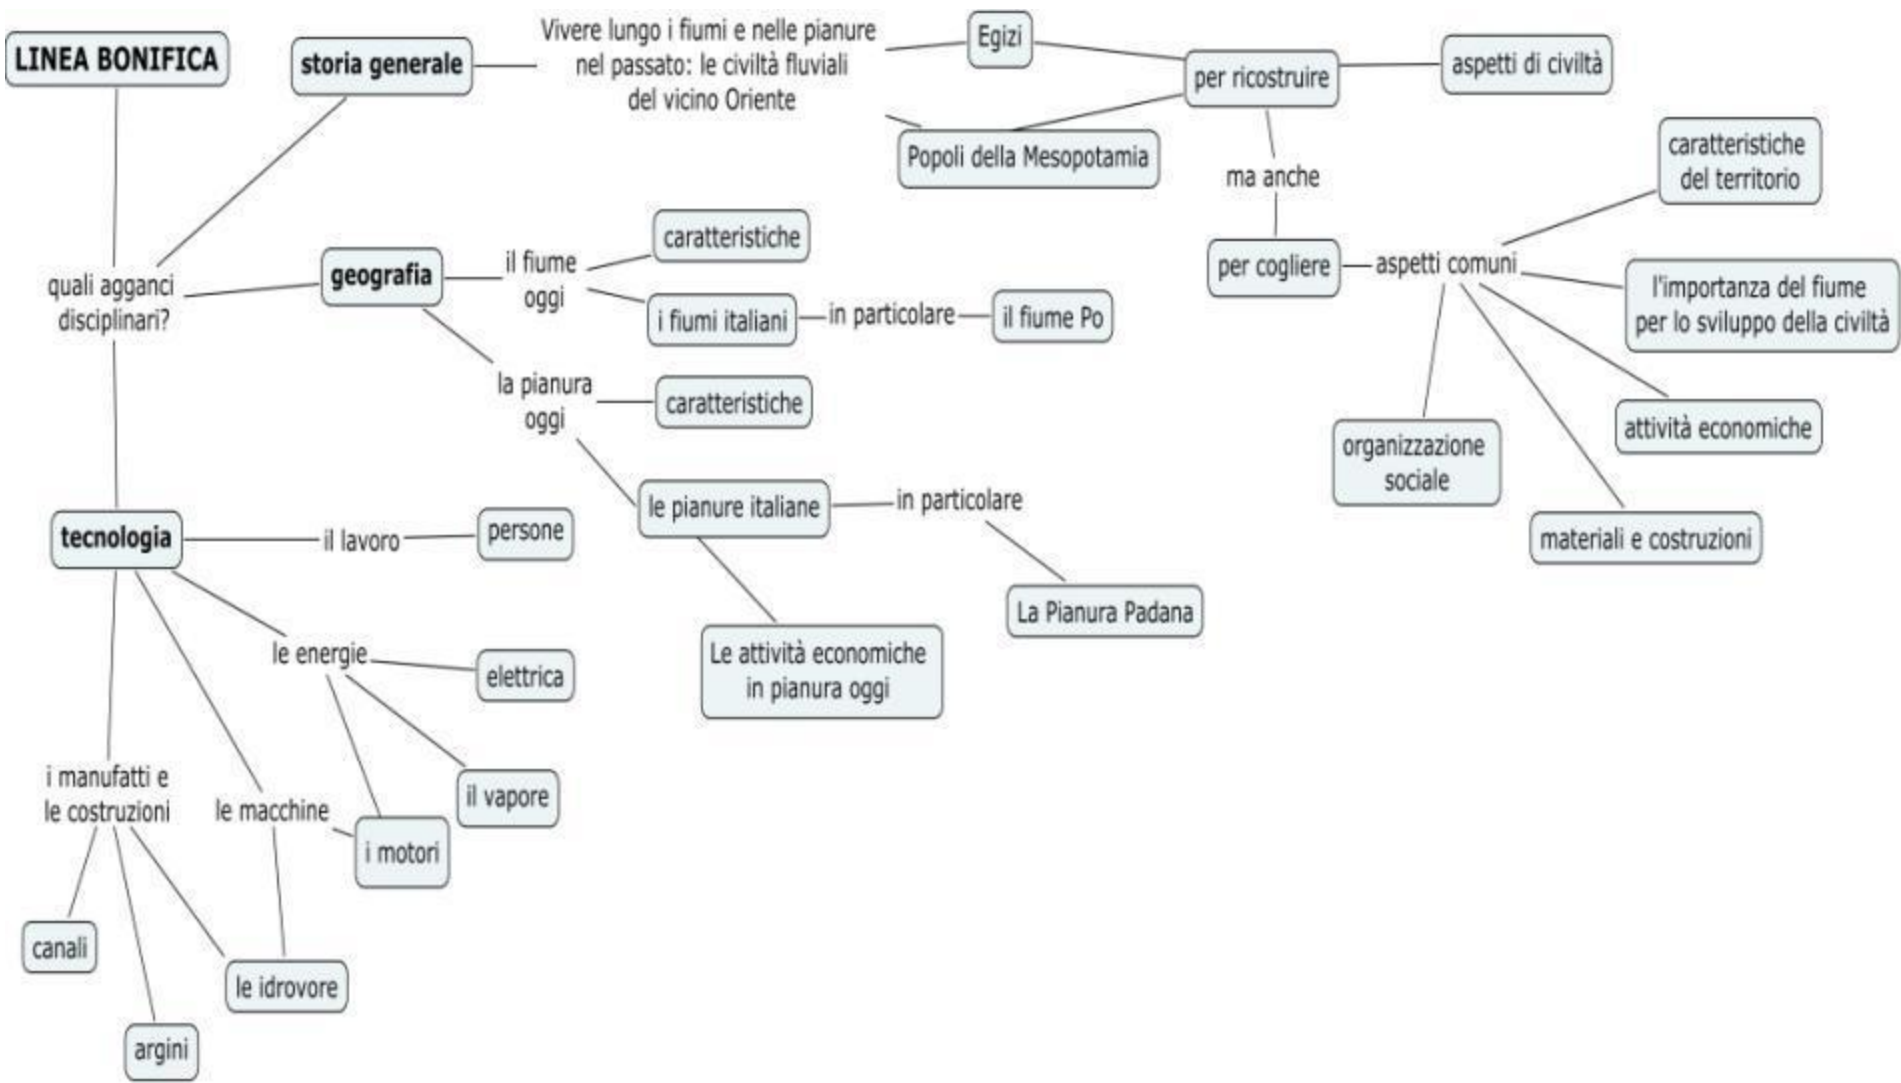 LINEA BONIFICA
storia generale
Vivere lungo i fiumi e nelle pianure
nel passato: le civiltà fluviali
del vicino Oriente
Egizi
Popoli della Mesopotamia
per ricostruire
aspetti di civiltà
ma anche
per cogliere
aspetti comuni
caratteristiche
del territorio
l'importanza del fiume
per lo sviluppo della civiltà
attività economiche
materiali e costruzioni
organizzazione
sociale
quali agganci
disciplinari?
geografia
il fiume
oggi
caratteristiche
i fiumi italiani
in particolare
il fiume Po
la pianura
oggi
caratteristiche
le pianure italiane
in particolare
La Pianura Padana
Le attività economiche
in pianura oggi
tecnologia
il lavoro
persone
le energie
elettrica
il vapore
i motori
le macchine
i manufatti e
le costruzioni
canali
argini
le idrovore